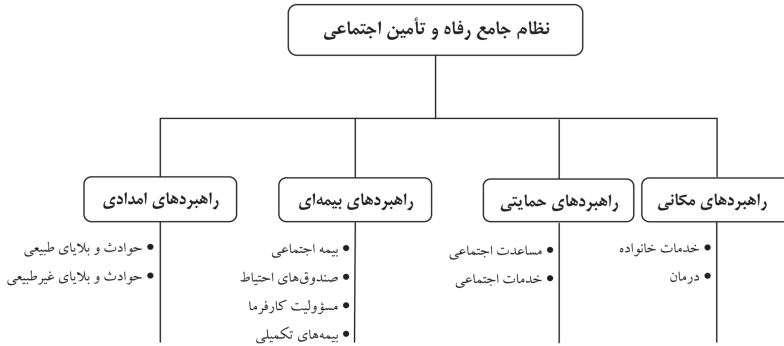 نظام جامع رفاه و تأمین اجتماعی
راهبردهای مکانی
• خدمات خانواده
• درمان
راهبردهای حمایتی
• مساعدت اجتماعی
• خدمات اجتماعی
راهبردهای بیمه‌ای
• بیمه اجتماعی
• صندوق‌های احتیاط
• مسؤولیت کارفرما
• بیمه‌های تکمیلی
راهبردهای امدادی
• حوادث و بلایای طبیعی
• حوادث و بلایای غیرطبیعی